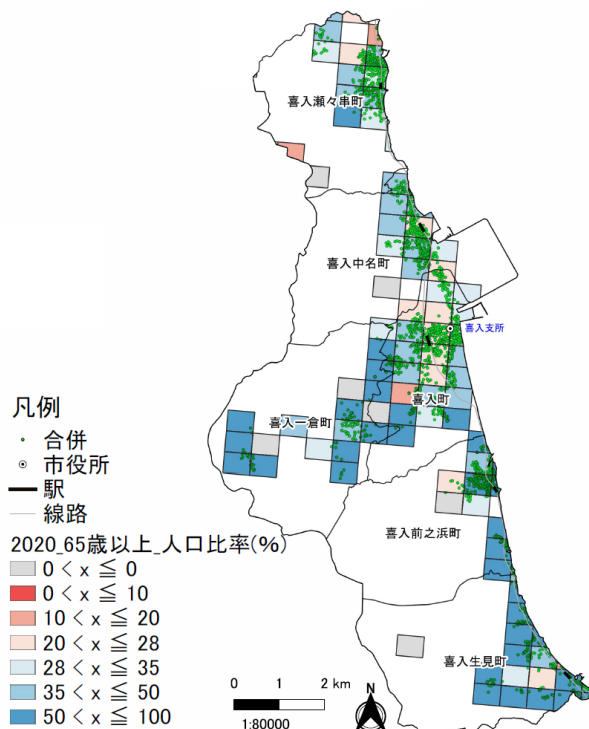 喜入瀬々串町
喜入中名町
喜入支所
喜入町
喜入一倉町
喜入前之浜町
喜入生見町
凡例
合併
市役所
駅
線路
2020_65歳以上_人口比率(%)
0 < x ≦ 0
0 < x ≦ 10
10 < x ≦ 20
20 < x ≦ 28
28 < x ≦ 35
35 < x ≦ 50
50 < x ≦ 100
0 1 2 km
1:80000
N